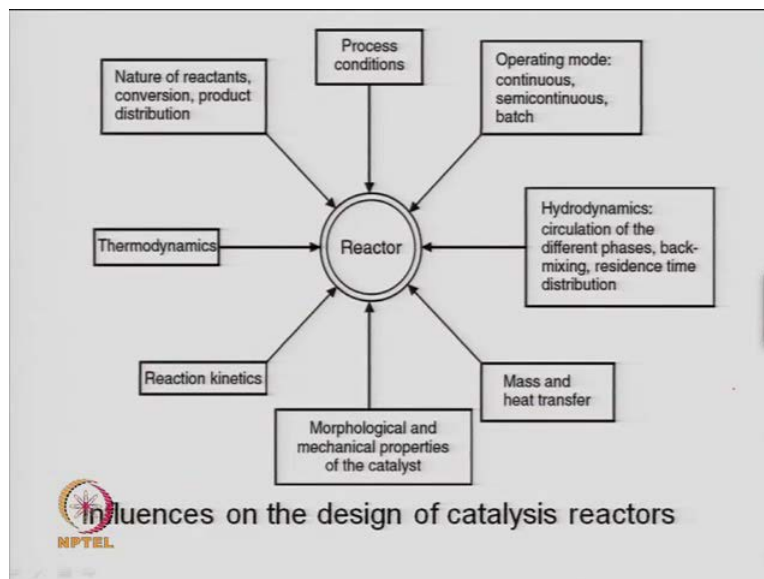 Process
conditions
Operating mode:
continuous,
semicontinuous,
batch
Nature of reactants,
conversion, product
distribution
Hydrodynamics:
circulation of the
different phases, back-
mixing, residence time
distribution
Thermodynamics
Reactor
Reaction kinetics
Mass and
heat transfer
Morphological and
mechanical properties
of the catalyst
Influences on the design of catalysis reactors
NPTEL